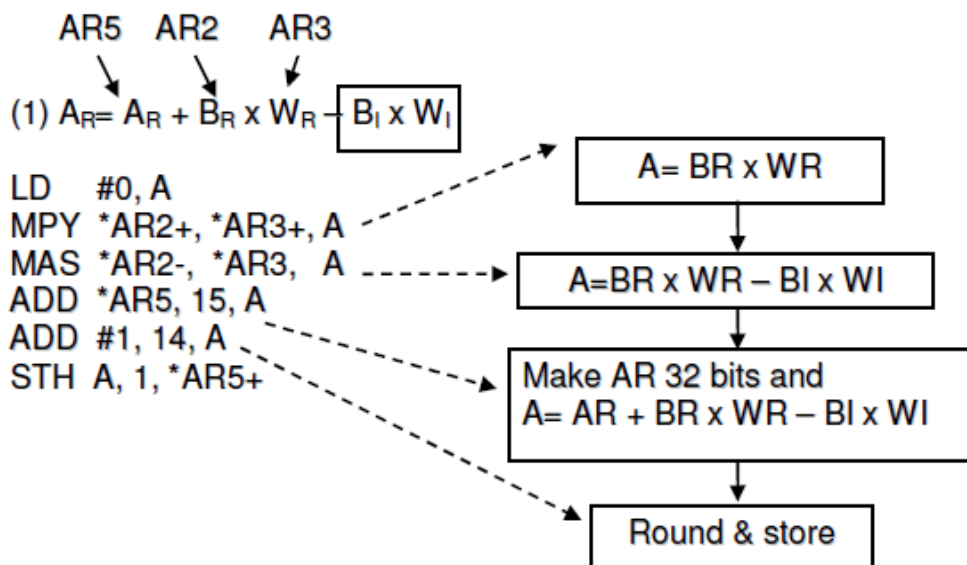 AR5 AR2 AR3
(1) AR= AR + BR x WR – BI x WI
LD #0, A
MPY *AR2+, *AR3+, A
MAS *AR2-, *AR3, A
ADD *AR5, 15, A
ADD #1, 14, A
STH A, 1, *AR5+
A= BR x WR
A=BR x WR – BI x WI
Make AR 32 bits and
A= AR + BR x WR – BI x WI
Round & store